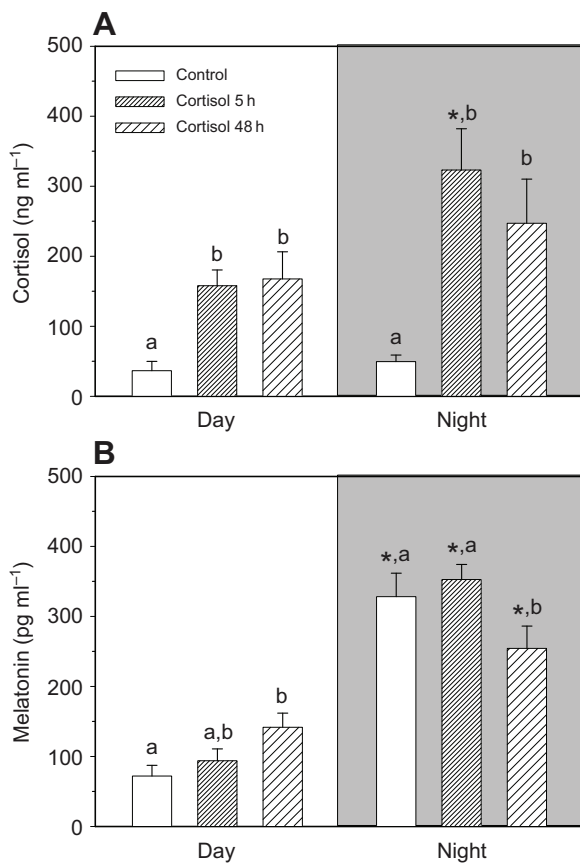 A
500
400
300
200
100
0
Cortisol (ng ml⁻¹)
Control
Cortisol 5 h
Cortisol 48 h
a
b
b
a
*,b
b
Day
Night
B
500
400
300
200
100
0
Melatonin (pg ml⁻¹)
a
a,b
b
*,a
*,a
*,b
Day
Night